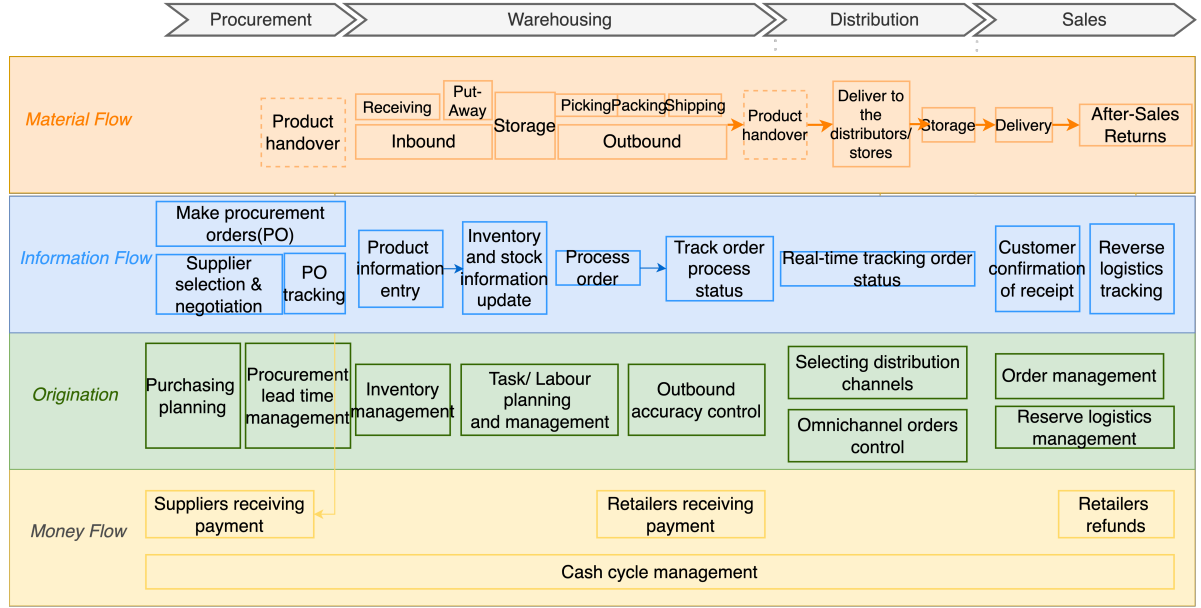 Procurement
Warehousing
Distribution
Sales
Material Flow
Product
handover
Receiving
Put-
Away
Inbound
Storage
Picking
Packing
Shipping
Outbound
Product
handover
Deliver to
the
distributors/
stores
Storage
Delivery
After-Sales
Returns
Information Flow
Make procurement
orders(PO)
Supplier
selection &
negotiation
PO
tracking
Product
information
entry
Inventory
and stock
information
update
Process
order
Track order
process
status
Real-time tracking order
status
Customer
confirmation
of receipt
Reverse
logistics
tracking
Origination
Purchasing
planning
Procurement
lead time
management
Inventory
management
Task/ Labour
planning
and management
Outbound
accuracy control
Selecting distribution
channels
Omnichannel orders
control
Order management
Reserve logistics
management
Money Flow
Suppliers receiving
payment
Retailers receiving
payment
Retailers
refunds
Cash cycle management